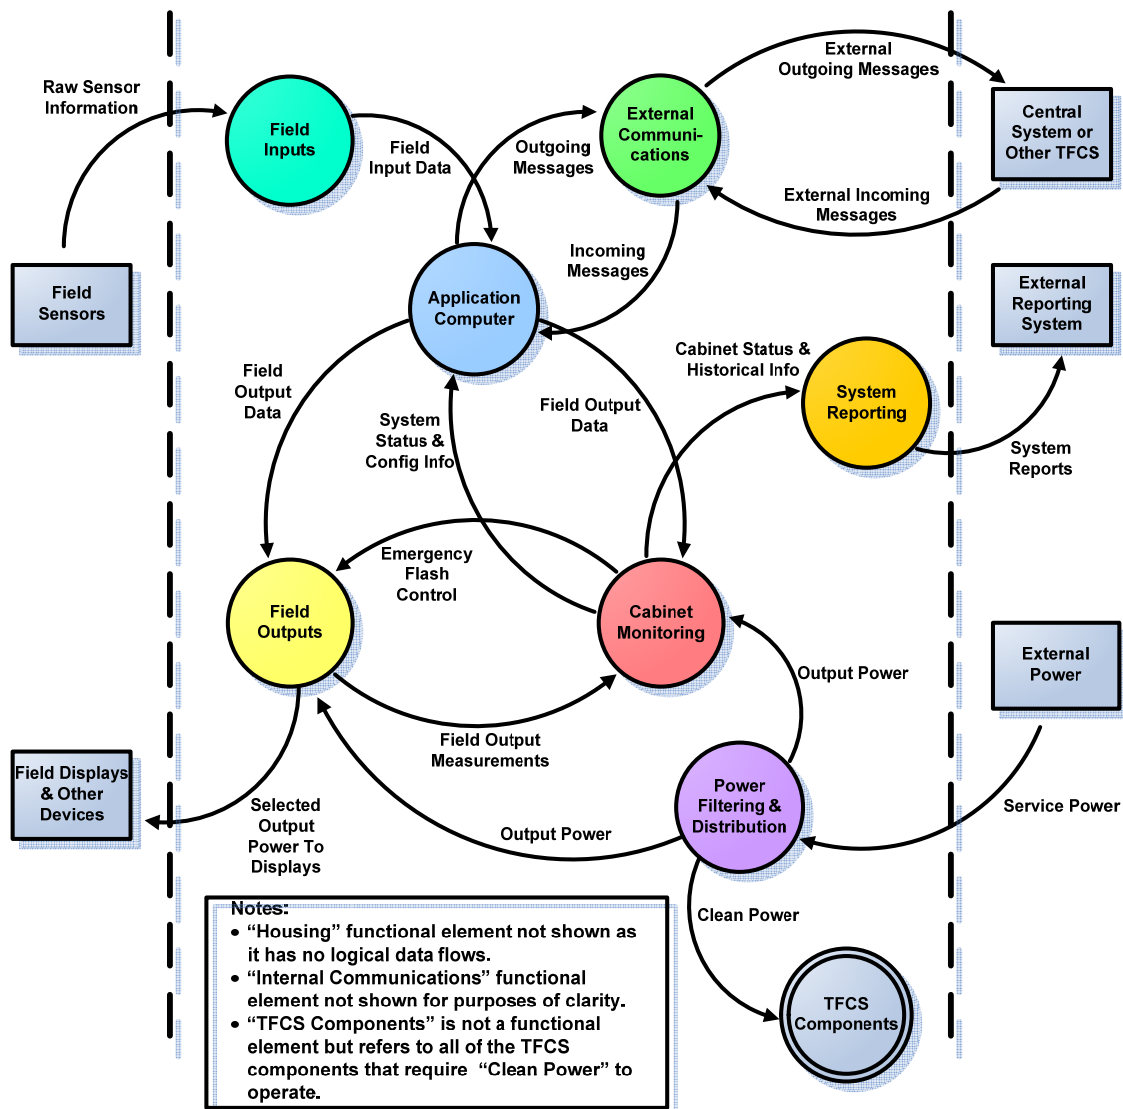 Raw Sensor
Information
Field
Inputs
Field
Input Data
Outgoing
Messages
External
Communi-
cations
External
Outgoing Messages
Central
System or
Other TFCS
External Incoming
Messages
Incoming
Messages
Field
Sensors
Application
Computer
External
Reporting
System
Cabinet Status &
Historical Info
System
Reporting
Field
Output
Data
System
Status &
Config Info
Field Output
Data
System
Reports
Emergency
Flash
Control
Field
Outputs
Cabinet
Monitoring
External
Power
Output Power
Field Output
Measurements
Field Displays
& Other
Devices
Selected
Output
Power To
Displays
Output Power
Power
Filtering &
Distribution
Service Power
Clean Power
TFCS
Components
Notes:
• “Housing” functional element not shown as
it has no logical data flows.
• “Internal Communications” functional
element not shown for purposes of clarity.
• “TFCS Components” is not a functional
element but refers to all of the TFCS
components that require “Clean Power” to
operate.